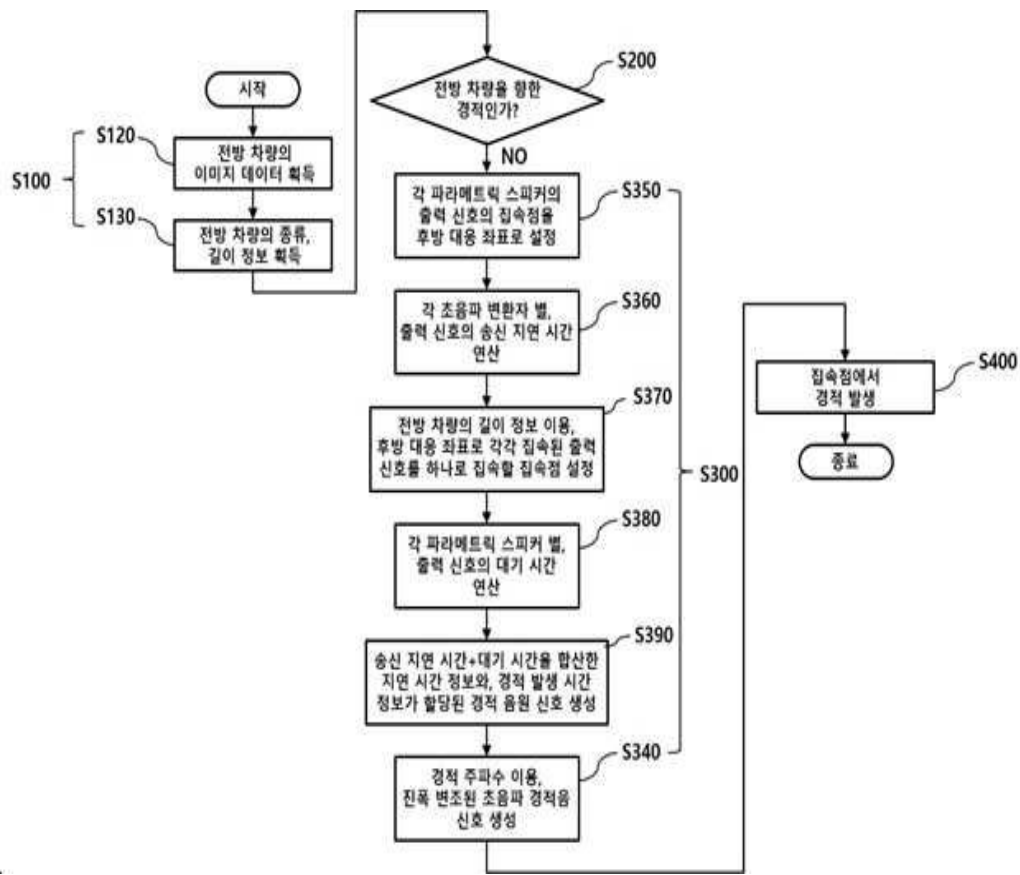 시작
S100
S120
전방 차량의
이미지 데이터 획득
S130
전방 차량의 종류,
길이 정보 획득
S200
전방 차량을 향한
경적인가?
NO
S350
각 파라메트릭 스피커의
출력 신호의 집속점을
후방 대응 좌표로 설정
S360
각 초음파 변환자 별,
출력 신호의 송신 지연 시간
연산
S370
전방 차량의 길이 정보 이용,
후방 대응 좌표로 각각 집속된 출력
신호를 하나로 집속할 집속점 설정
S380
각 파라메트릭 스피커 별,
출력 신호의 대기 시간
연산
S390
송신 지연 시간+대기 시간을 합산한
지연 시간 정보와, 경적 발생 시간
정보가 할당된 경적 음원 신호 생성
S340
경적 주파수 이용,
진폭 변조된 초음파 경적음
신호 생성
S300
S400
집속점에서
경적 발생
종료